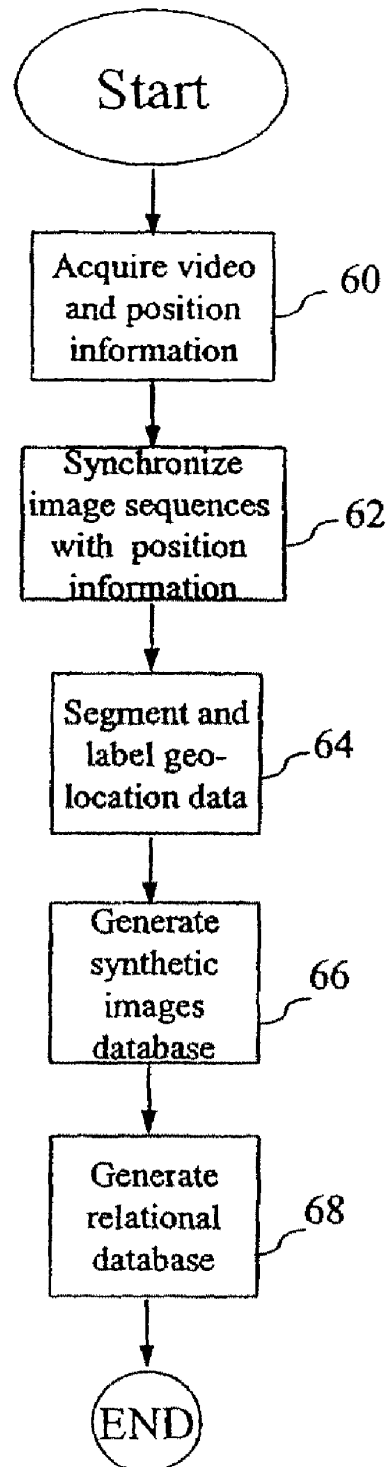 Start
Acquire video
and position
information
60
Synchronize
image sequences
with position
information
62
Segment and
label geo-
location data
64
Generate
synthetic
images
database
66
Generate
relational
database
68
END